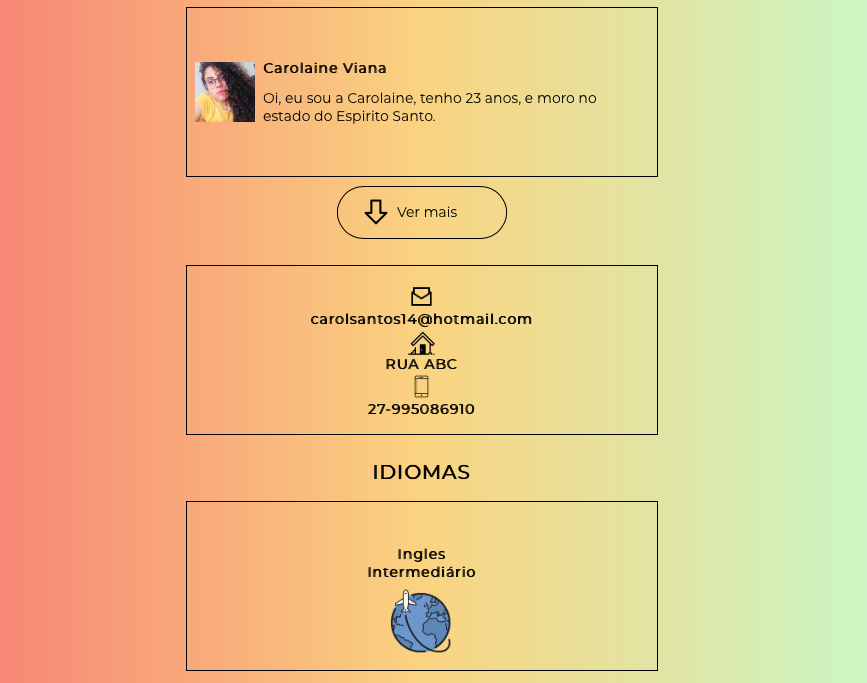 Carolaine Viana
Oi, eu sou a Carolaine, tenho 23 anos, e moro no
estado do Espirito Santo.
Ver mais
carolsantos14@hotmail.com
RUA ABC
27-995086910
IDIOMAS
Ingles
Intermediário